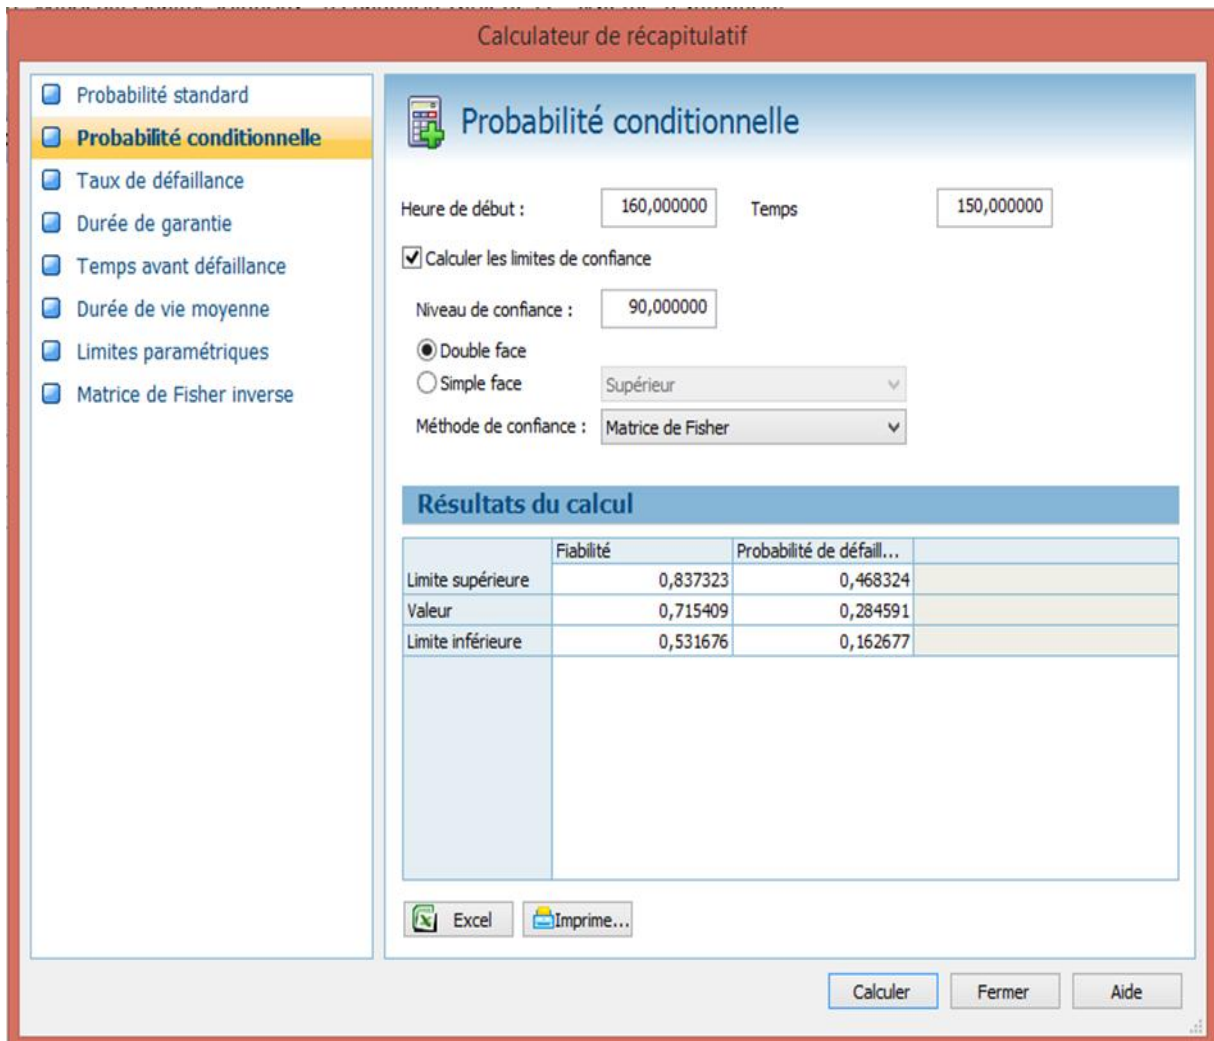 Calculateur de récapitulatif
Probabilité standard
Probabilité conditionnelle
Taux de défaillance
Durée de garantie
Temps avant défaillance
Durée de vie moyenne
Limites paramétriques
Matrice de Fisher inverse
Probabilité conditionnelle
Heure de début : 160,000000 Temps 150,000000
Calculer les limites de confiance
Niveau de confiance : 90,000000
Double face
Simple face Supérieur
Méthode de confiance : Matrice de Fisher
Résultats du calcul
Fiabilité Probabilité de défaill...
Limite supérieure 0,837323 0,468324
Valeur 0,715409 0,284591
Limite inférieure 0,531676 0,162677
Excel Imprime...
Calculer Fermer Aide